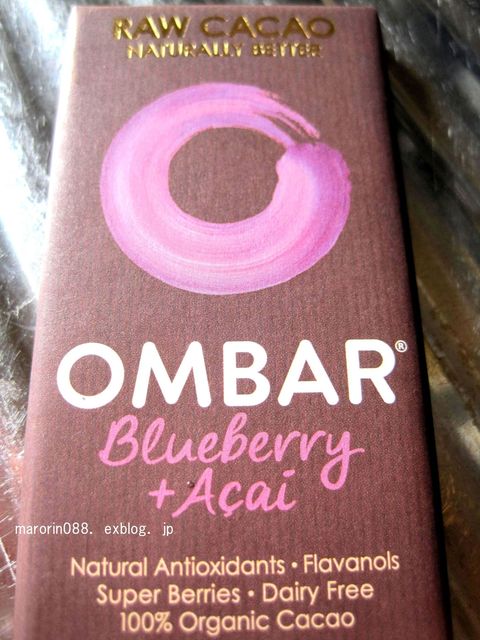 RAW CACAO
NATURALLY BETTER
OMBAR®
Blueberry
+Açaí
marorin088. exblog. jp
Natural Antioxidants • Flavanols
Super Berries • Dairy Free
100% Organic Cacao